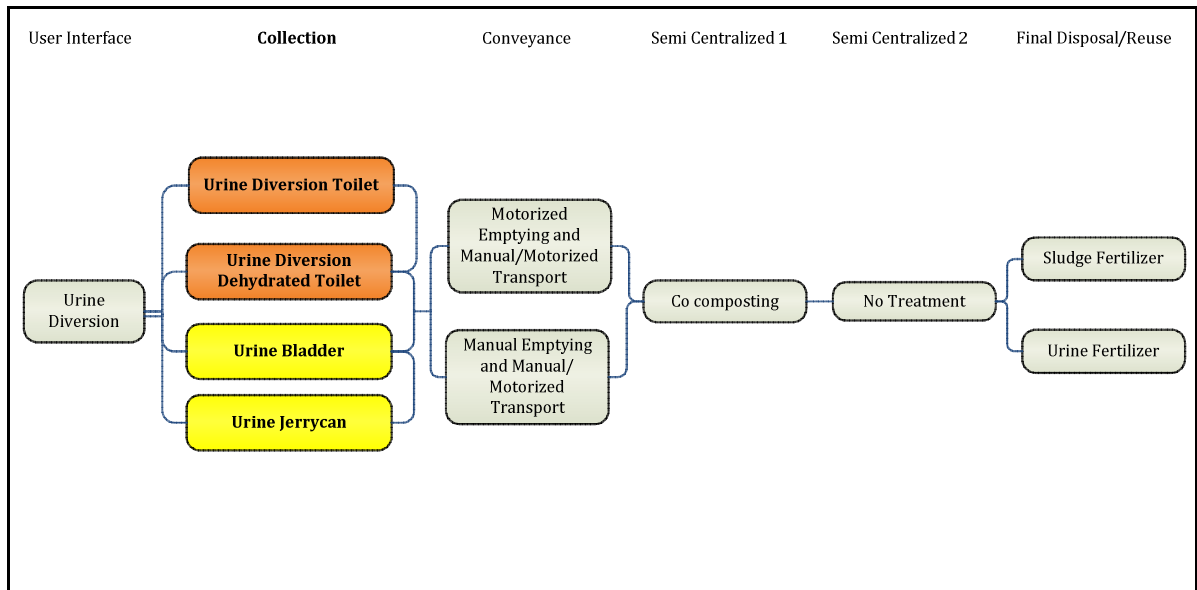 User Interface
Collection
Conveyance
Semi Centralized 1
Semi Centralized 2
Final Disposal/Reuse
Urine
Diversion
Urine Diversion Toilet
Urine Diversion
Dehydrated Toilet
Urine Bladder
Urine Jerrycan
Motorized
Emptying and
Manual/Motorized
Transport
Manual Emptying
and Manual/
Motorized
Transport
Co composting
No Treatment
Sludge Fertilizer
Urine Fertilizer